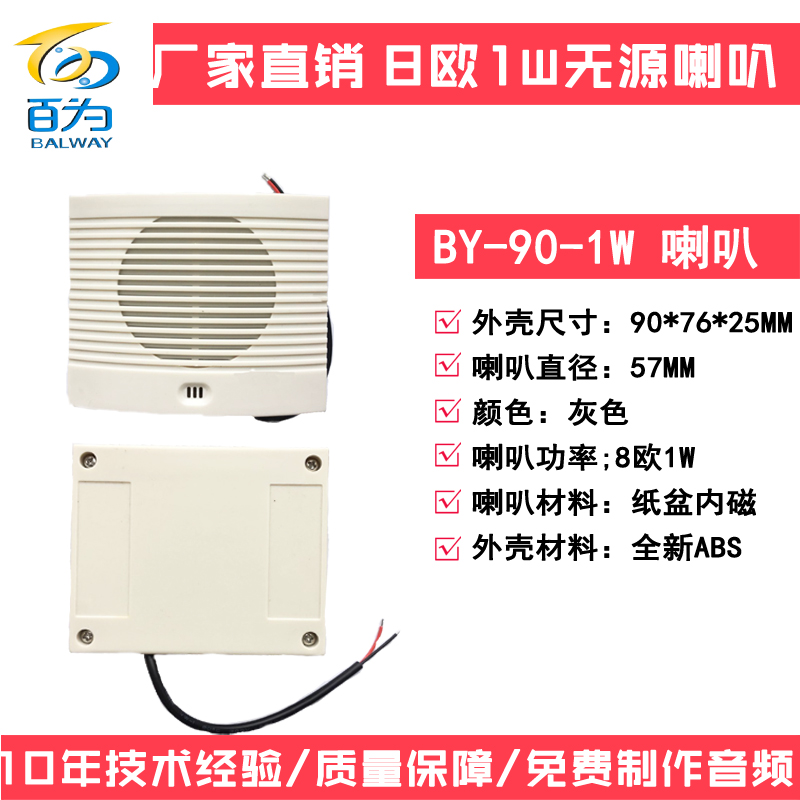 厂家直销 8欧1W无源喇叭
百为
BALWAY
BY-90-1W 喇叭
外壳尺寸：90*76*25MM
喇叭直径：57MM
颜色：灰色
喇叭功率;8欧1W
喇叭材料：纸盆内磁
外壳材料：全新ABS
10年技术经验/质量保障/免费制作音频